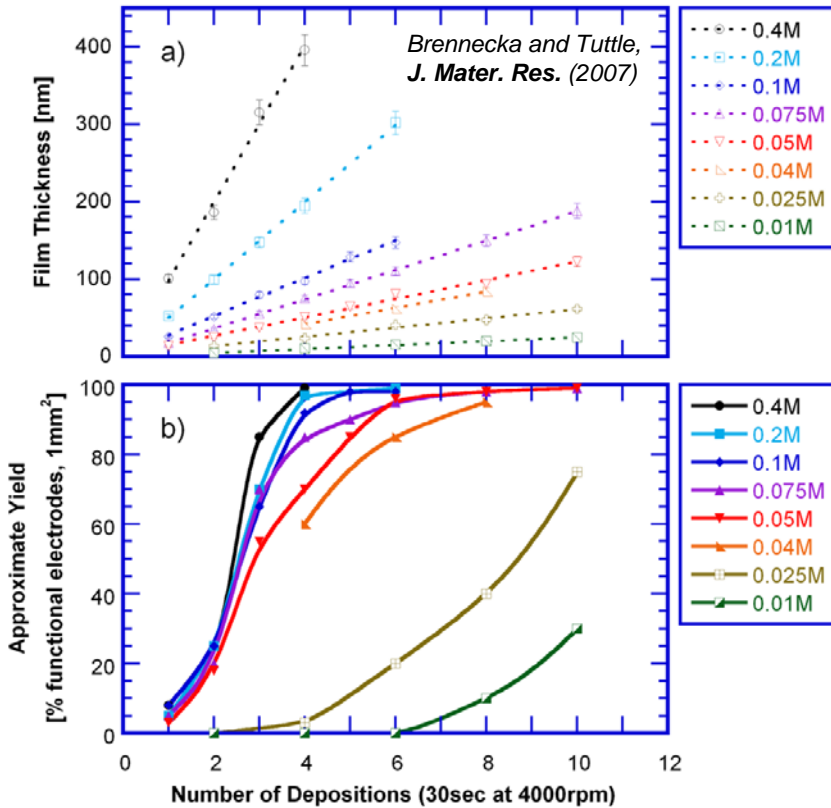 a)
Brennecka and Tuttle,
J. Mater. Res. (2007)
400
300
200
100
0
Film Thickness [nm]
0.4M
0.2M
0.1M
0.075M
0.05M
0.04M
0.025M
0.01M
b)
100
80
60
40
20
0
Approximate Yield
[% functional electrodes, 1mm²]
0.4M
0.2M
0.1M
0.075M
0.05M
0.04M
0.025M
0.01M
0 2 4 6 8 10 12
Number of Depositions (30sec at 4000rpm)